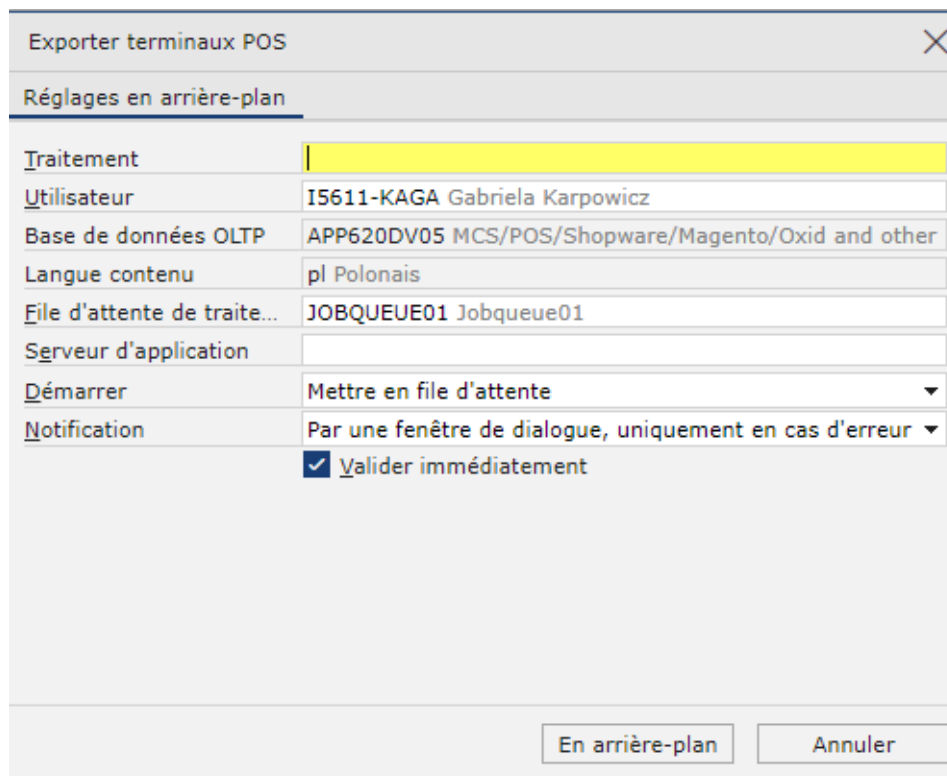 Exporter terminaux POS
Réglages en arrière-plan
Traitement
Utilisateur I5611-KAGA Gabriela Karpowicz
Base de données OLTP APP620DV05 MCS/POS/Shopware/Magento/Oxid and other
Langue contenu pl Polonais
File d'attente de traite... JOBQUEUE01 Jobqueue01
Serveur d'application
Démarrer Mettre en file d'attente
Notification Par une fenêtre de dialogue, uniquement en cas d'erreur
Valider immédiatement
En arrière-plan Annuler